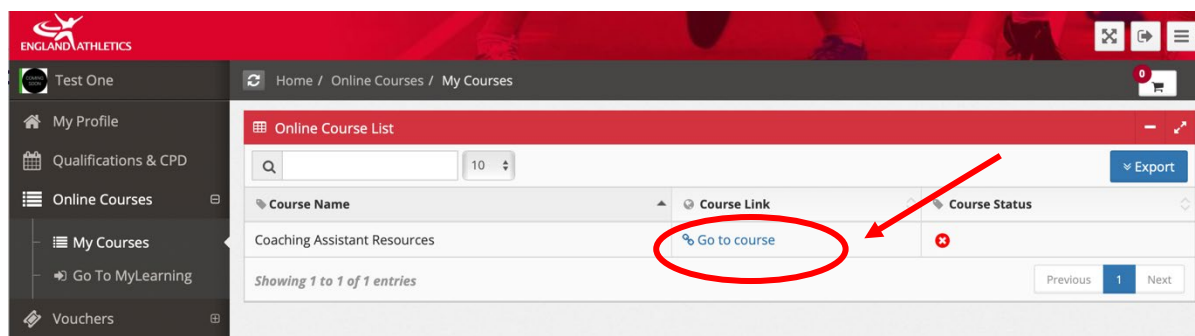 ENGLAND ATHLETICS
Test One
Home / Online Courses / My Courses
0
My Profile
Online Course List
Qualifications & CPD
10
Export
Online Courses
Course Name
Course Link
Course Status
My Courses
Coaching Assistant Resources
Go to course
Go To MyLearning
Showing 1 to 1 of 1 entries
Previous
1
Next
Vouchers